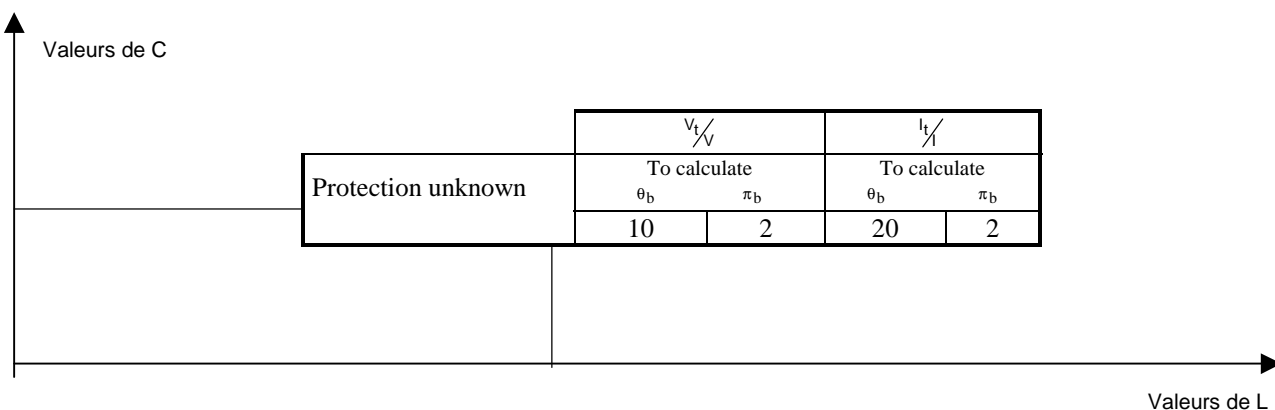 Valeurs de C
Vt/V It/I
Protection unknown To calculate To calculate
θb πb θb πb
10 2 20 2
Valeurs de L